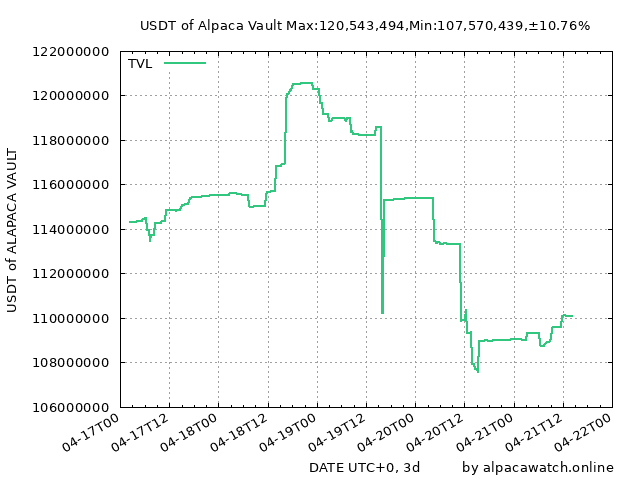 USDT of Alpaca Vault Max:120,543,494,Min:107,570,439,±10.76%
TVL
122000000
120000000
118000000
116000000
114000000
112000000
110000000
108000000
106000000
USDT of ALAPACA VAULT
04-17T00
04-17T12
04-18T00
04-18T12
04-19T00
04-19T12
04-20T00
04-20T12
04-21T00
04-21T12
04-22T00
DATE UTC+0, 3d
by alpacawatch.online